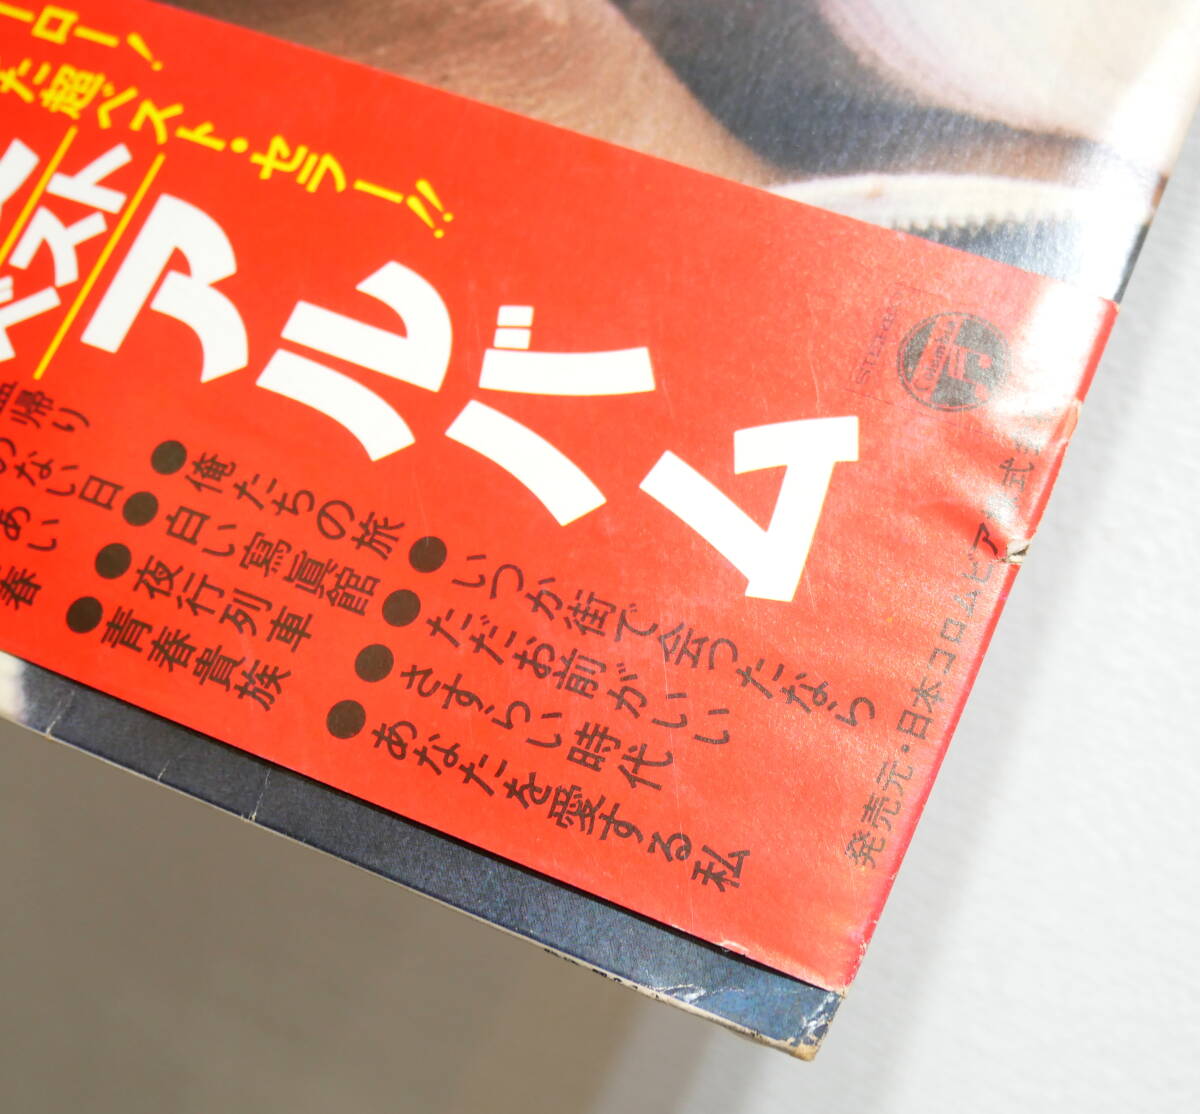 ーロー!
た超ベスト・セラー!!
ベスト
アルバム
帰り
のない日
あい
春
●俺たちの旅
●白い寫眞館
●夜行列車
●青春貴族
●いつか街で会ったなら
●ただお前がいい
●さすらい時代
●あなたを愛する私
STEREO
Columbia
発売元・日本コロムビア 式